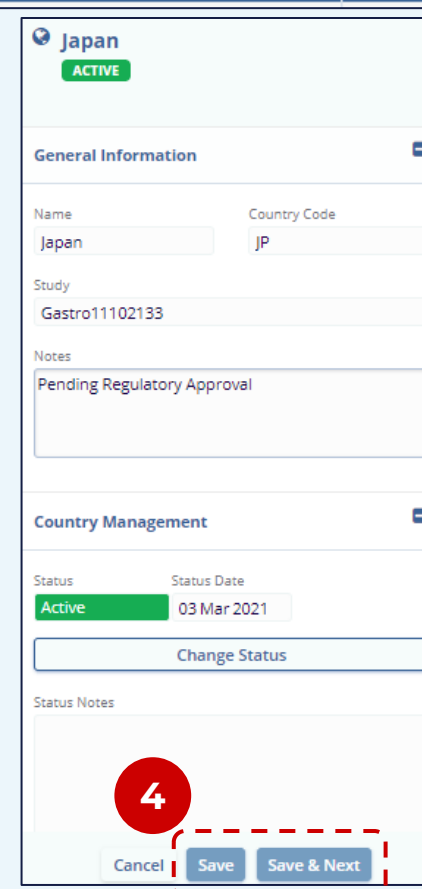 Japan
ACTIVE
General Information
Name Country Code
Japan JP
Study
Gastro11102133
Notes
Pending Regulatory Approval
Country Management
Status Status Date
Active 03 Mar 2021
Change Status
Status Notes
4
Cancel Save Save & Next